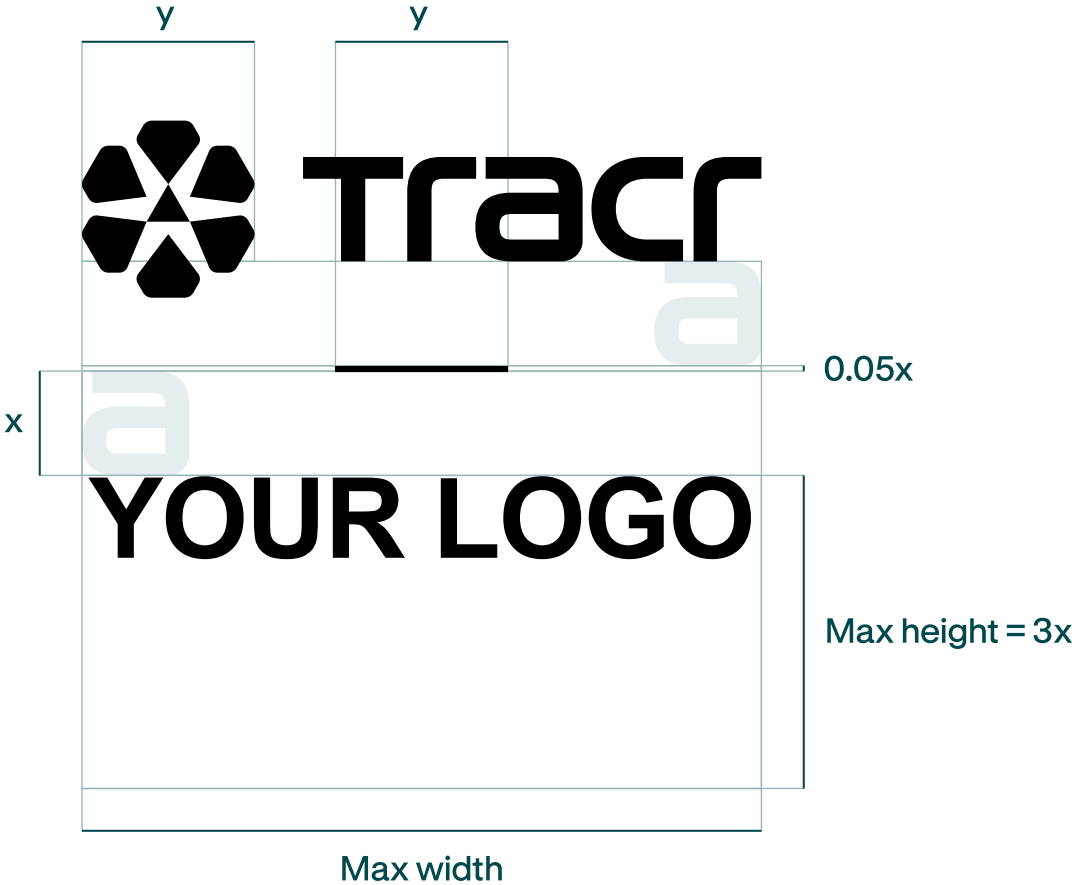 y y
Tracr
a
0.05x
x
a
YOUR LOGO
Max height = 3x
Max width